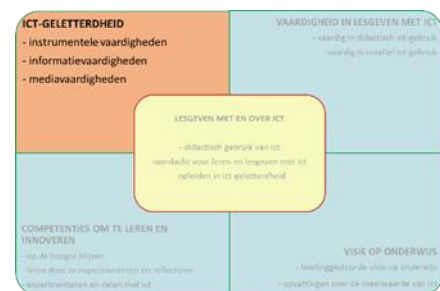 ICT-GELETTERDHEID
- instrumentele vaardigheden
- informatievaardigheden
- mediavaardigheden
VAARDIGHEID IN LESGEVEN MET ICT
- vaardig in didactisch ict-gebruik
- vaardig in creatief ict-gebruik
LESGEVEN MET EN OVER ICT
- didactisch gebruik van ict
- aandacht voor leren en lesgeven met ict
- opleiden in ict geletterdheid
COMPETENTIES OM TE LEREN EN
INNOVEREN
- op de hoogte blijven
- leren door te experimenteren en reflecteren
- experimenteren en delen met ict
VISIE OP ONDERWIJS
- leerlinggestuurde visie op onderwijs
- opvattingen over de meerwaarde van ict